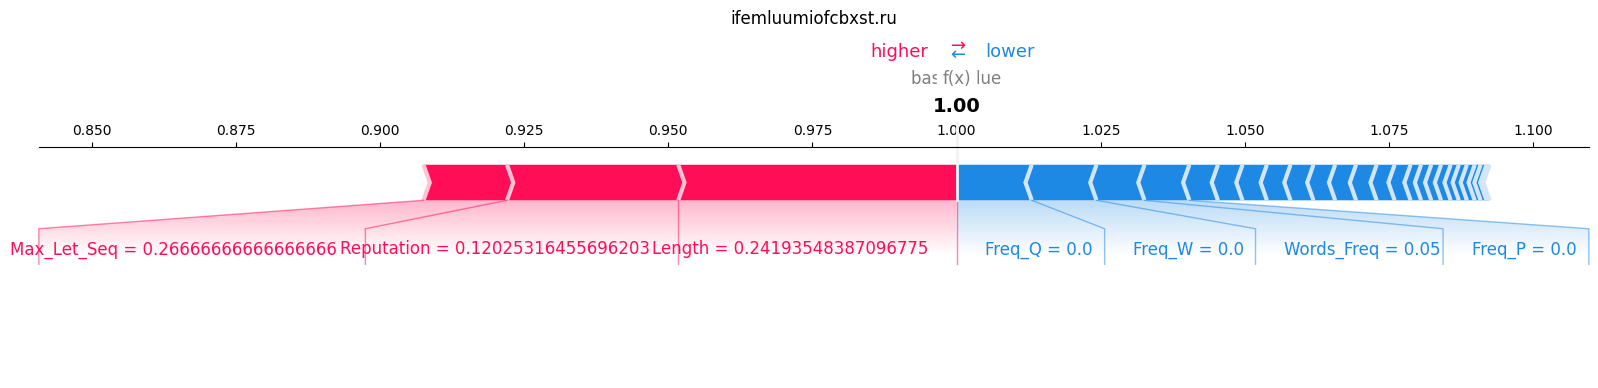 ifemluumiofcbxst.ru
higher → ← lower
bas f(x) lue
1.00
0.850 0.875 0.900 0.925 0.950 0.975 1.000 1.025 1.050 1.075 1.100
Max_Let_Seq = 0.26666666666666666 Reputation = 0.12025316455696203 Length = 0.24193548387096775 Freq_Q = 0.0 Freq_W = 0.0 Words_Freq = 0.05 Freq_P = 0.0